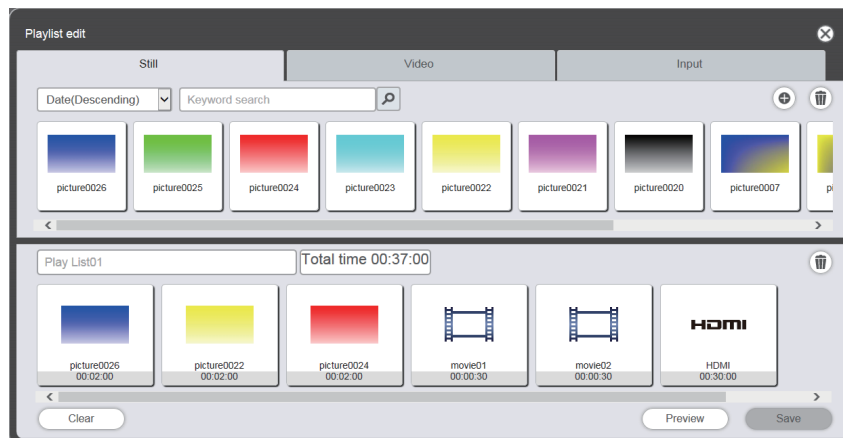 Playlist edit
Still Video Input
Date(Descending) Keyword search
picture0026 picture0025 picture0024 picture0023 picture0022 picture0021 picture0020 picture0007
Play List01 Total time 00:37:00
HDMI
picture0026 picture0022 picture0024 movie01 movie02 HDMI
00:02:00 00:02:00 00:02:00 00:00:30 00:00:30 00:30:00
Clear Preview Save